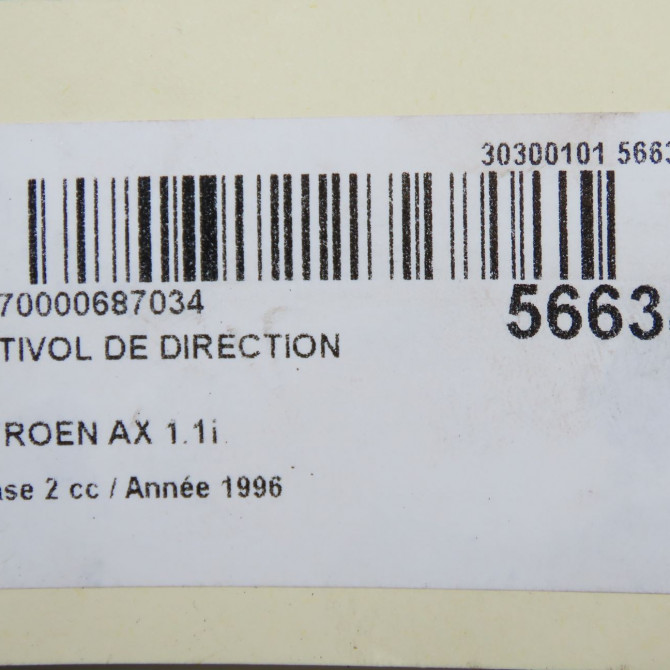 30300101 5663
70000687034
5663
TIVOL DE DIRECTION
ROEN AX 1.1i
ase 2 cc / Année 1996